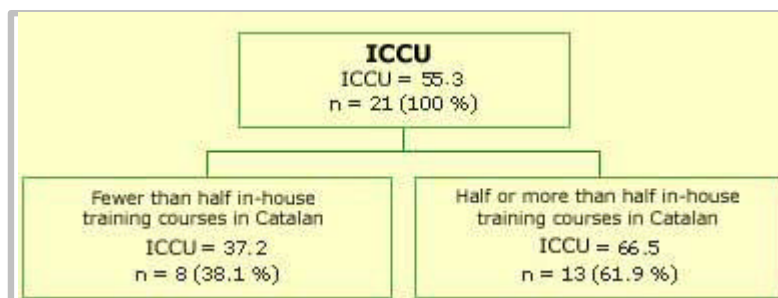 ICCU
ICCU = 55.3
n = 21 (100 %)
Fewer than half in-house
training courses in Catalan
ICCU = 37.2
n = 8 (38.1 %)
Half or more than half in-house
training courses in Catalan
ICCU = 66.5
n = 13 (61.9 %)